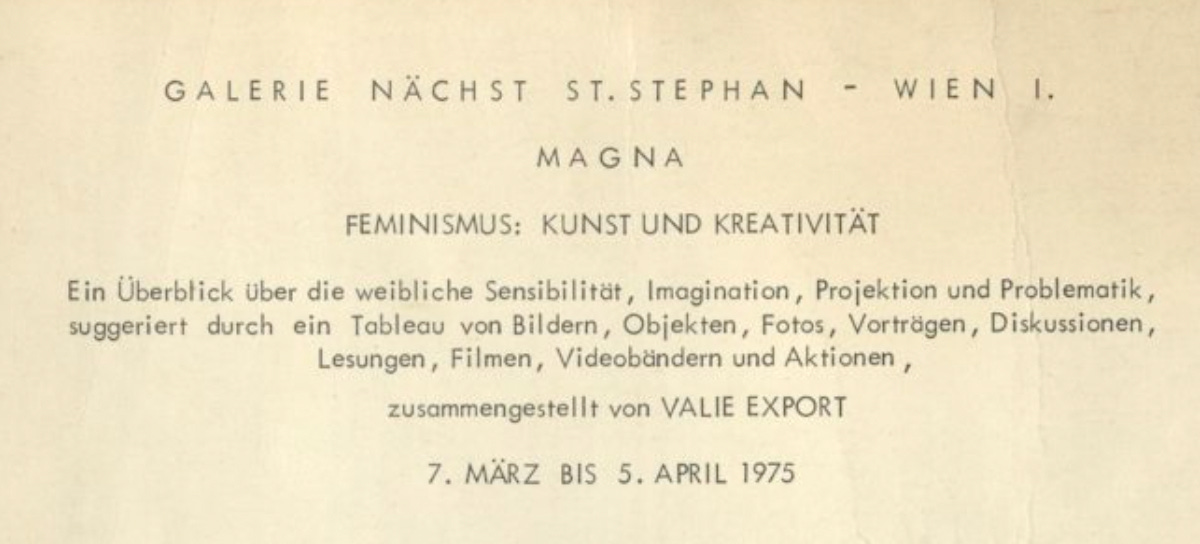 GALERIE NÄCHST ST. STEPHAN - WIEN I.
MAGNA
FEMINISMUS: KUNST UND KREATIVITÄT
Ein Überblick über die weibliche Sensibilität, Imagination, Projektion und Problematik,
suggeriert durch ein Tableau von Bildern, Objekten, Fotos, Vorträgen, Diskussionen,
Lesungen, Filmen, Videobändern und Aktionen,
zusammengestellt von VALIE EXPORT
7. MÄRZ BIS 5. APRIL 1975